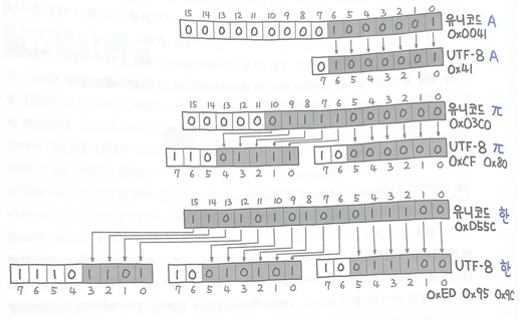 15 14 13 12 11 10 9 8 7 6 5 4 3 2 1 0
0 0 0 0 0 0 0 0 0 1 0 0 0 0 0 1 유니코드 A
0x0041
0 1 0 0 0 0 0 1 UTF-8 A
7 6 5 4 3 2 1 0 0x41
15 14 13 12 11 10 9 8 7 6 5 4 3 2 1 0
0 0 0 0 0 0 1 1 1 1 0 0 0 0 0 0 유니코드 π
0x03C0
1 1 0 0 1 1 1 1 1 0 0 0 0 0 0 0 UTF-8 π
7 6 5 4 3 2 1 0 7 6 5 4 3 2 1 0 0xCF 0x80
15 14 13 12 11 10 9 8 7 6 5 4 3 2 1 0
1 1 0 1 0 1 0 1 0 1 0 1 1 1 0 0 유니코드 한
0xD55C
1 1 1 0 1 1 0 1 1 0 0 1 0 1 0 1 1 0 0 1 1 1 0 0 UTF-8 한
7 6 5 4 3 2 1 0 7 6 5 4 3 2 1 0 7 6 5 4 3 2 1 0 0xED 0x95 0x9C